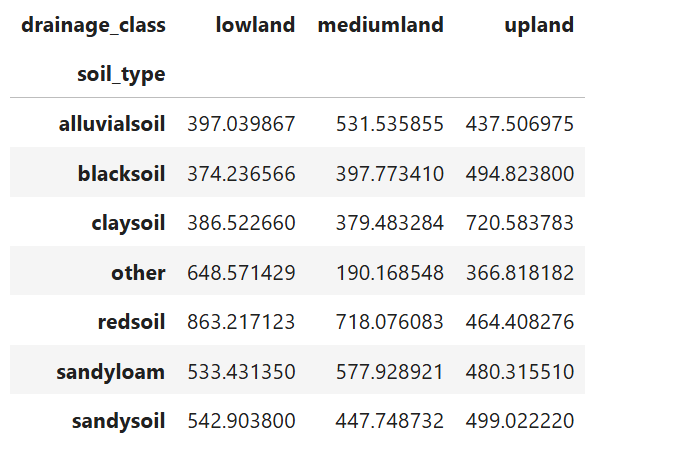 drainage_class lowland mediumland upland
soil_type
alluvialsoil 397.039867 531.535855 437.506975
blacksoil 374.236566 397.773410 494.823800
claysoil 386.522660 379.483284 720.583783
other 648.571429 190.168548 366.818182
redsoil 863.217123 718.076083 464.408276
sandyloam 533.431350 577.928921 480.315510
sandysoil 542.903800 447.748732 499.022220